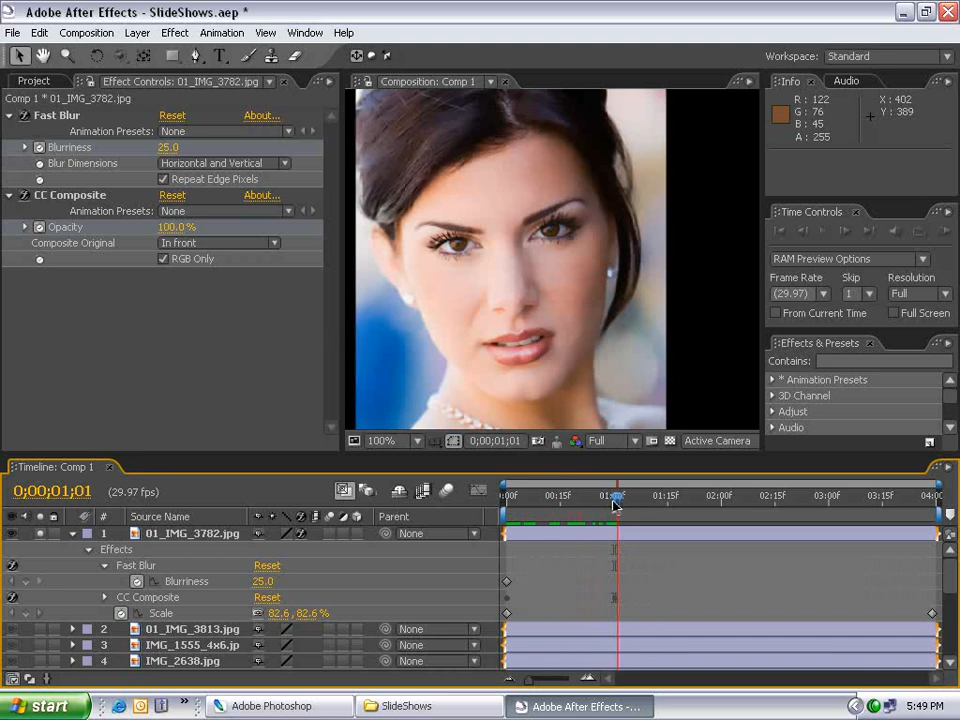 Adobe After Effects - SlideShows.aep *
File Edit Composition Layer Effect Animation View Window Help
Workspace: Standard
Project Effect Controls: 01_IMG_3782.jpg
Composition: Comp 1
Info Audio
Comp 1 * 01_IMG_3782.jpg
Fast Blur Reset About...
Animation Presets: None
Blurriness 25.0
Blur Dimensions Horizontal and Vertical
Repeat Edge Pixels
CC Composite Reset About...
Animation Presets: None
Opacity 100.0 %
Composite Original In front
RGB Only
R : 122 X : 402
G : 76 Y : 389
B : 45
A : 255
Time Controls
RAM Preview Options
Frame Rate Skip Resolution
(29.97) 1 Full
From Current Time Full Screen
Effects & Presets
Contains:
* Animation Presets
3D Channel
Adjust
Audio
100% 0;00;01;01 Full Active Camera
Timeline: Comp 1
0;00;01;01 (29.97 fps)
00:15F 01:15F 02:00F 02:15F 03:00F 03:15F
# Source Name Parent
1 01_IMG_3782.jpg None
Effects
Fast Blur Reset
Blurriness 25.0
CC Composite Reset
Scale 82.6, 82.6 %
2 01_IMG_3813.jpg None
3 IMG_1555_4x6.jp None
4 IMG_2638.jpg None
start Adobe Photoshop SlideShows Adobe After Effects -... 5:49 PM